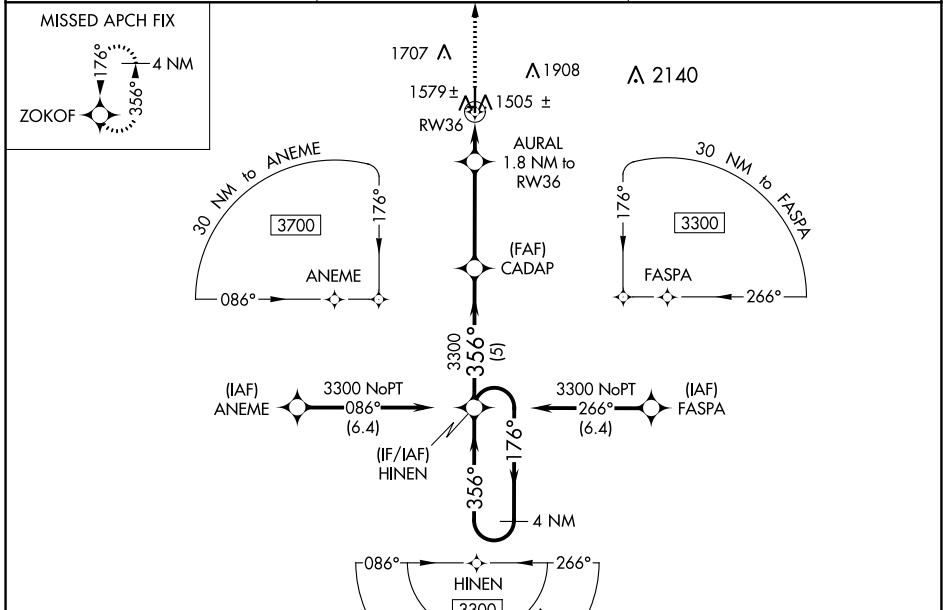 MISSED APCH FIX
176°
4 NM
356°
ZOKOF
1707
1908
2140
1579 ±
1505 ±
RW36
AURAL
1.8 NM to
RW36
30 NM to ANEME
3700
176°
ANEME
086°
(FAF)
CADAP
30 NM to FASPA
3300
176°
FASPA
266°
3300
356°
(5)
(IAF)
ANEME
3300 NoPT
086°
(6.4)
3300 NoPT
266°
(6.4)
(IAF)
FASPA
(IF/IAF)
HINEN
356°
176°
4 NM
086°
266°
HINEN
3300